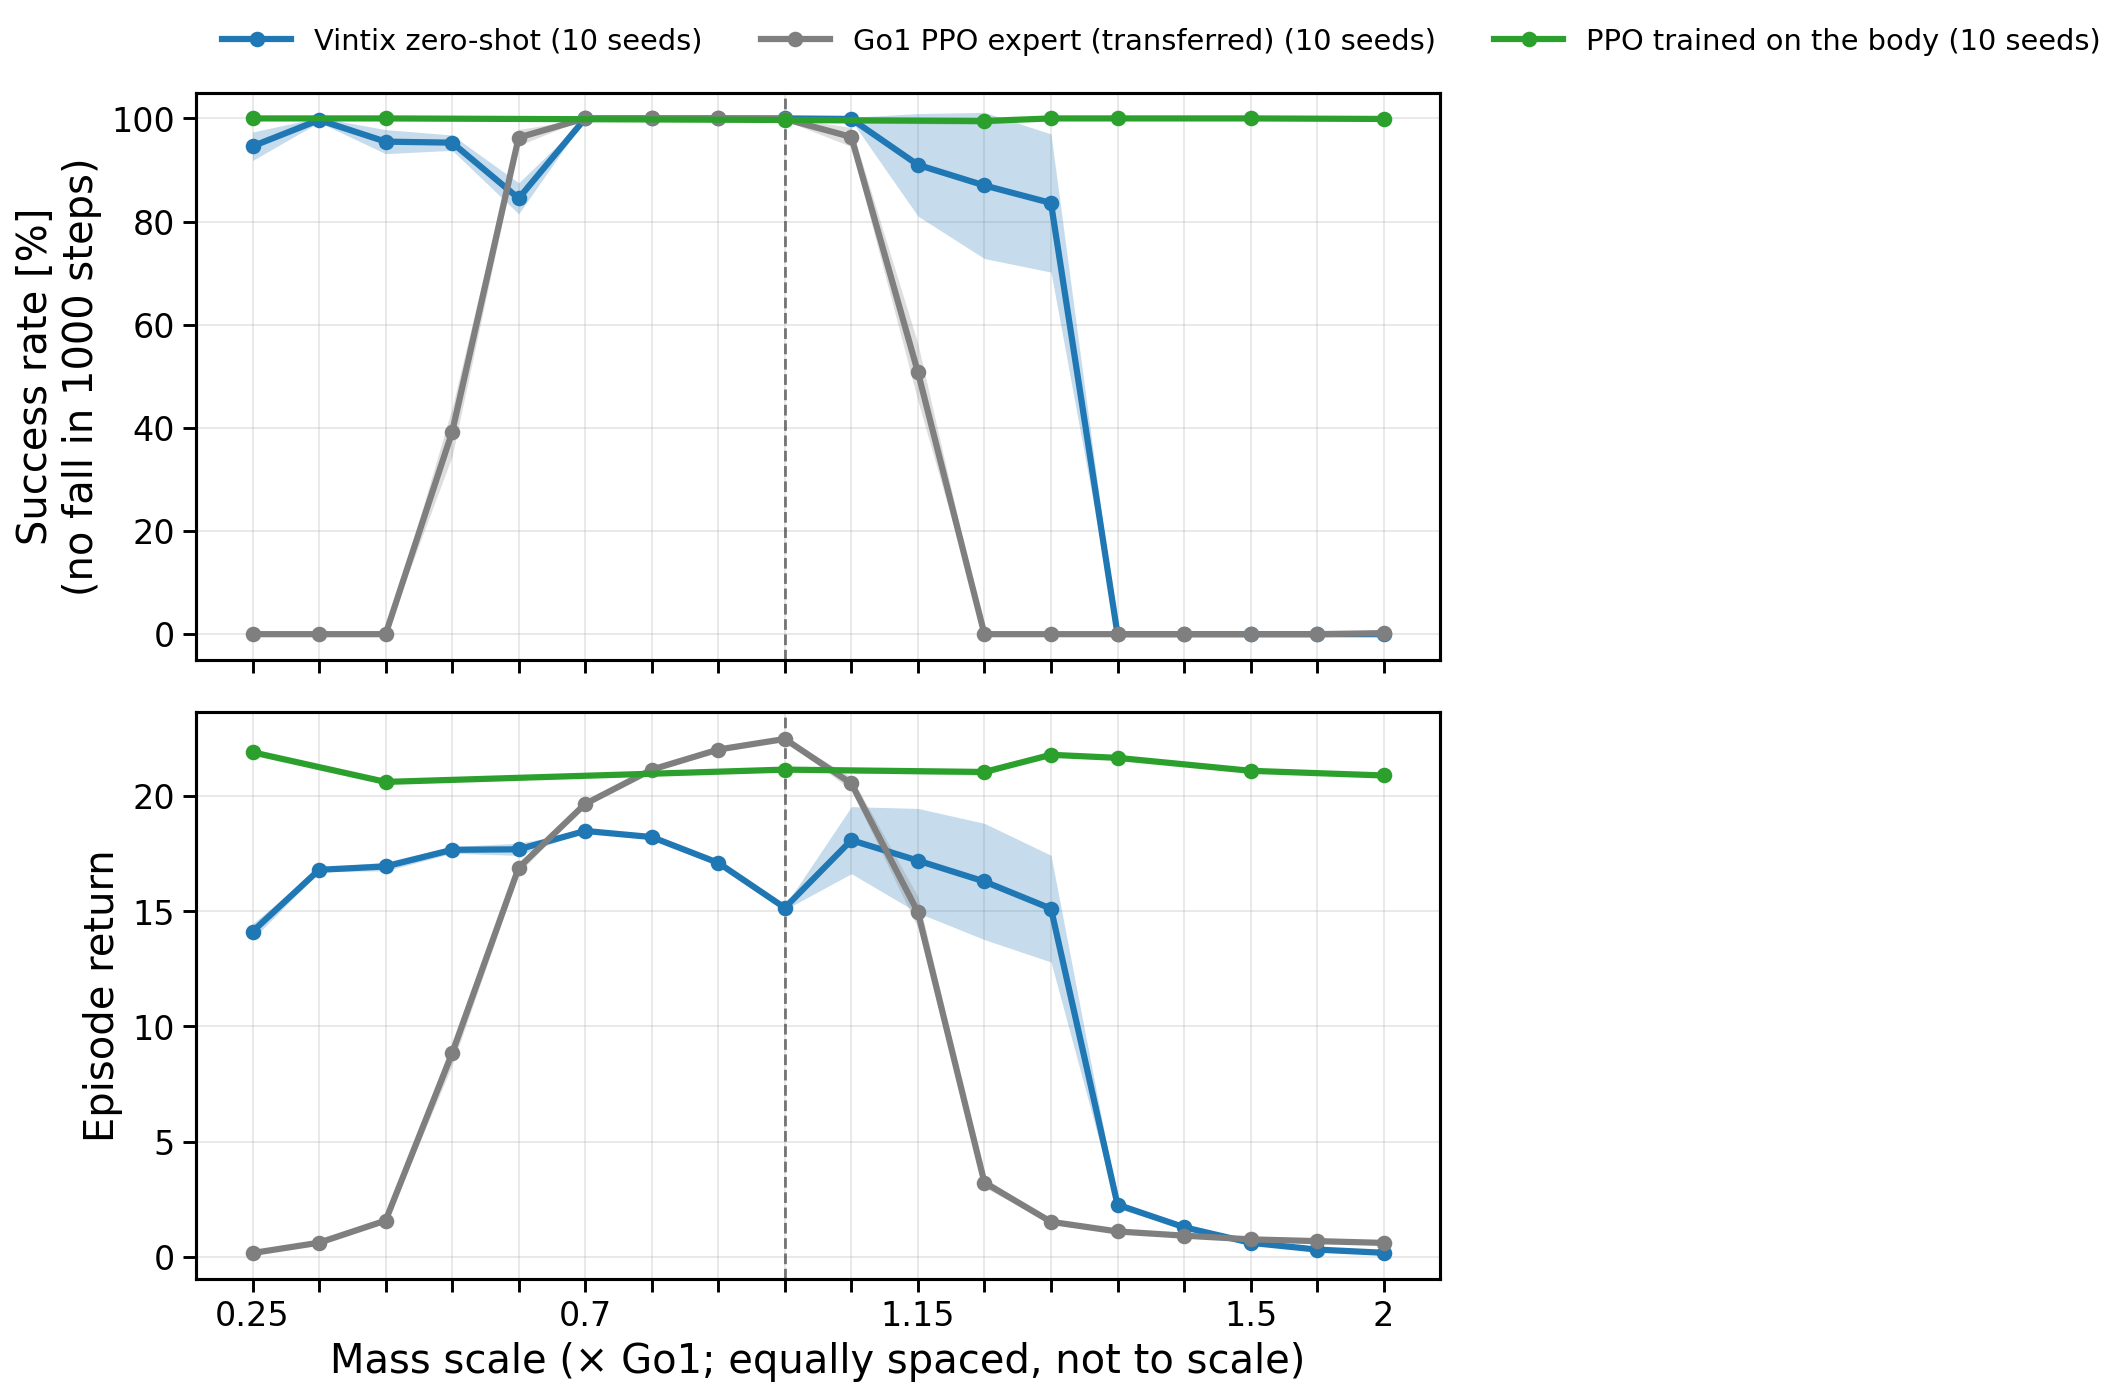 Vintix zero-shot (10 seeds)
Go1 PPO expert (transferred) (10 seeds)
PPO trained on the body (10 seeds)
Success rate [%]
(no fall in 1000 steps)
100
80
60
40
20
0
Episode return
20
15
10
5
0
0.25
0.7
1.15
1.5
2
Mass scale (× Go1; equally spaced, not to scale)